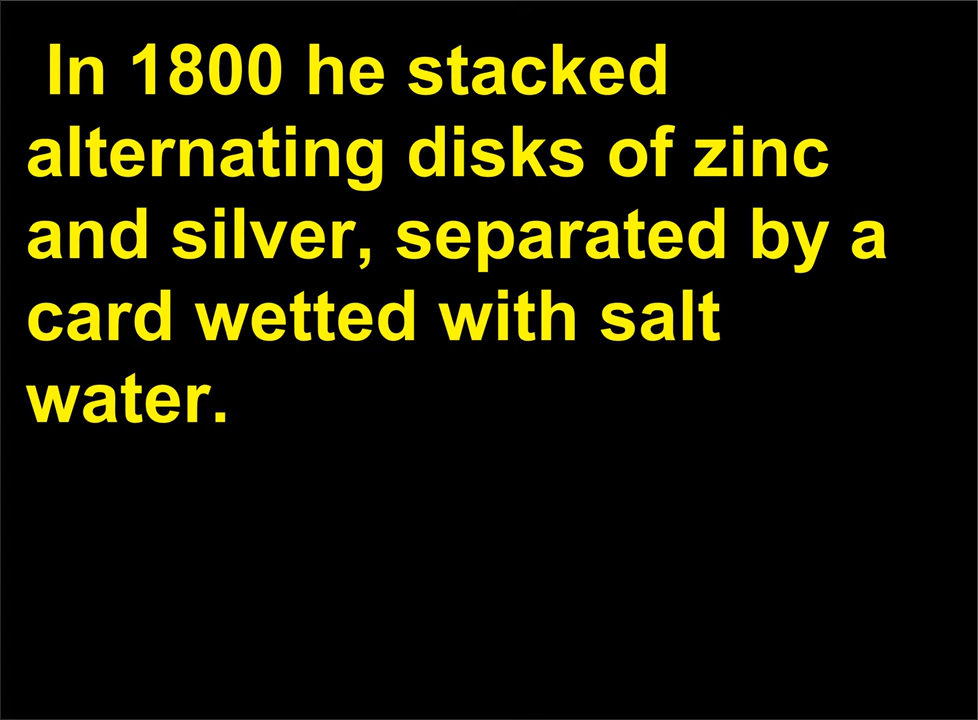 In 1800 he stacked
alternating disks of zinc
and silver, separated by a
card wetted with salt
water.